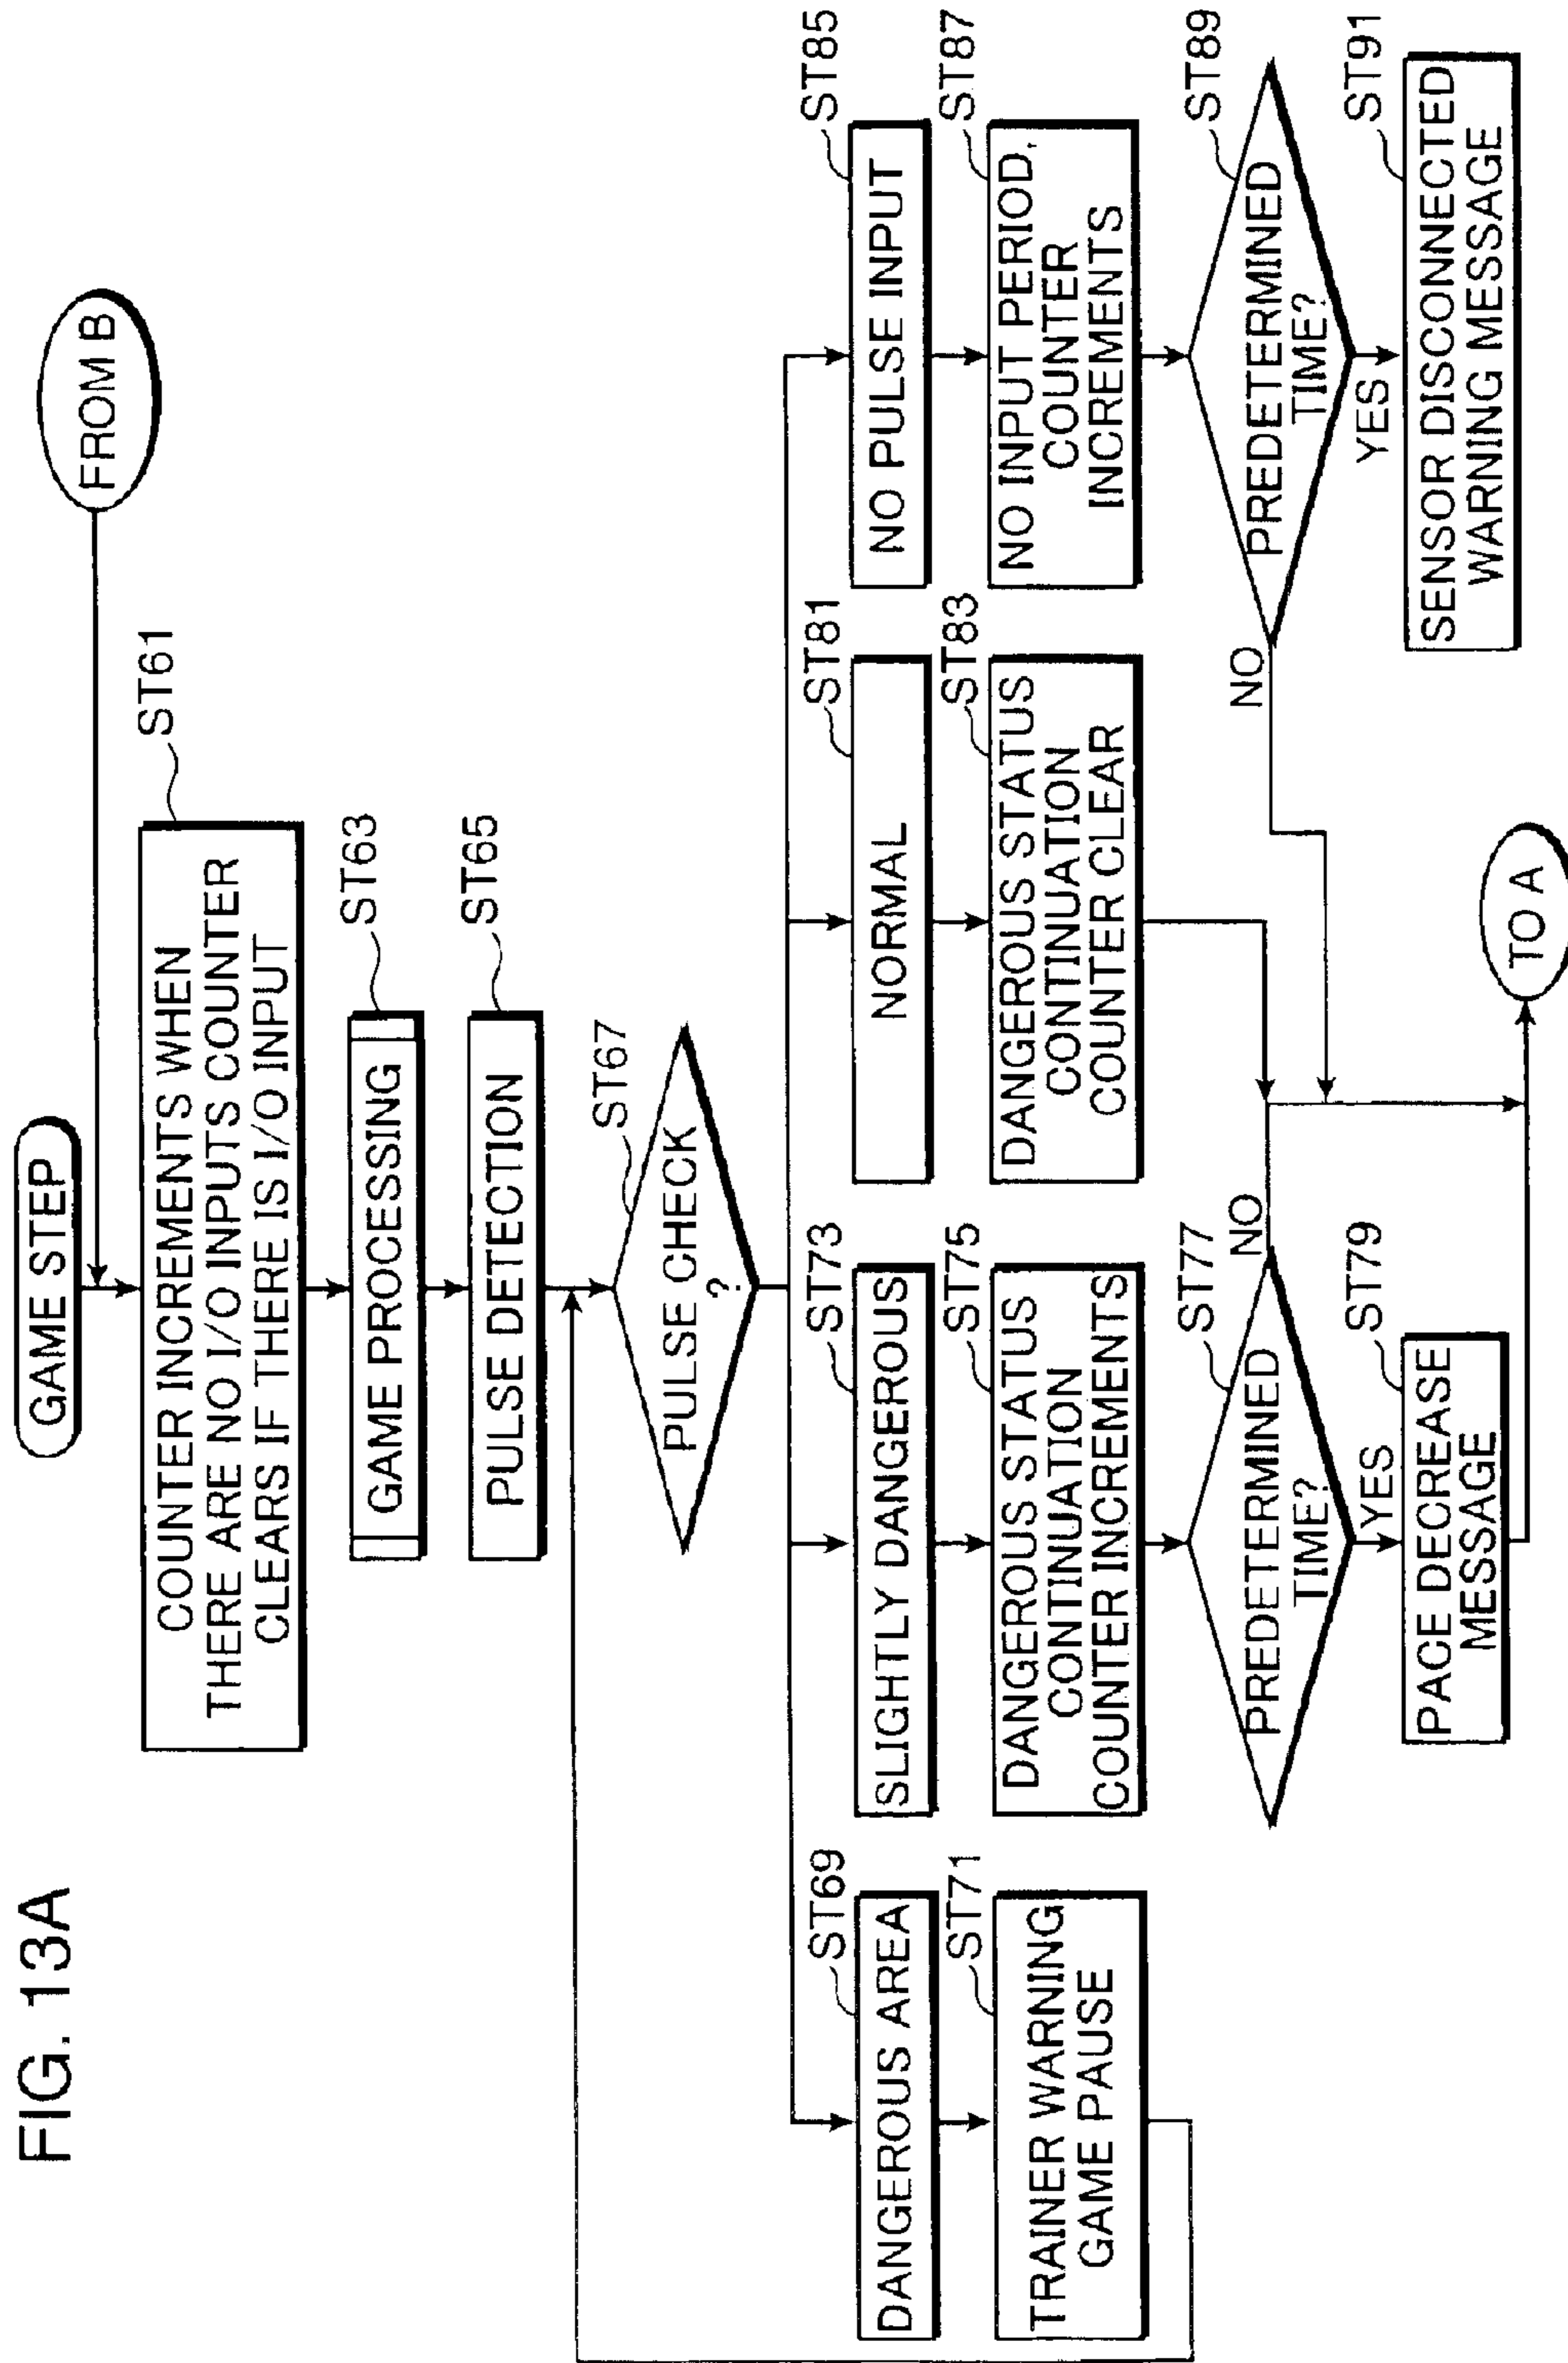 FIG. 13A
GAME STEP
FROM B
ST61
COUNTER INCREMENTS WHEN
THERE ARE NO I/O INPUTS COUNTER
CLEARS IF THERE IS I/O INPUT
ST63
GAME PROCESSING
ST65
PULSE DETECTION
ST67
PULSE CHECK
?
ST69
DANGEROUS AREA
ST71
TRAINER WARNING
GAME PAUSE
ST73
SLIGHTLY DANGEROUS
ST75
DANGEROUS STATUS
CONTINUATION
COUNTER INCREMENTS
ST77
PREDETERMINED
TIME?
NO
YES
ST79
PACE DECREASE
MESSAGE
ST81
NORMAL
ST83
DANGEROUS STATUS
CONTINUATION
COUNTER CLEAR
ST85
NO PULSE INPUT
ST87
NO INPUT PERIOD,
COUNTER
INCREMENTS
ST89
PREDETERMINED
TIME?
NO
YES
ST91
SENSOR DISCONNECTED
WARNING MESSAGE
TO A